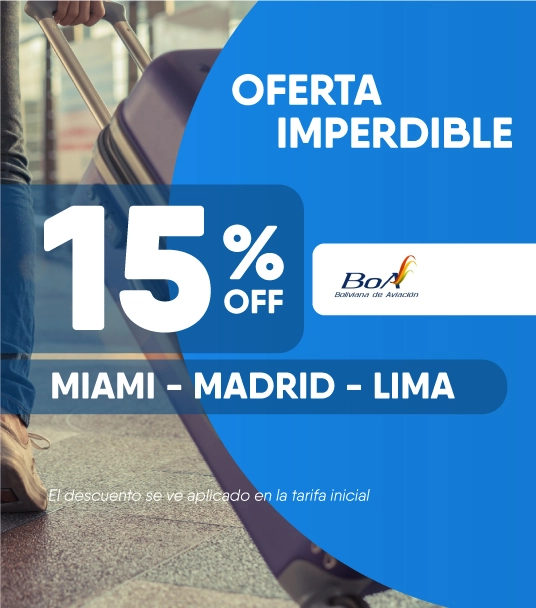 OFERTA
IMPERDIBLE
15%
OFF
BoA
Boliviana de Aviación
MIAMI - MADRID - LIMA
El descuento se ve aplicado en la tarifa inicial